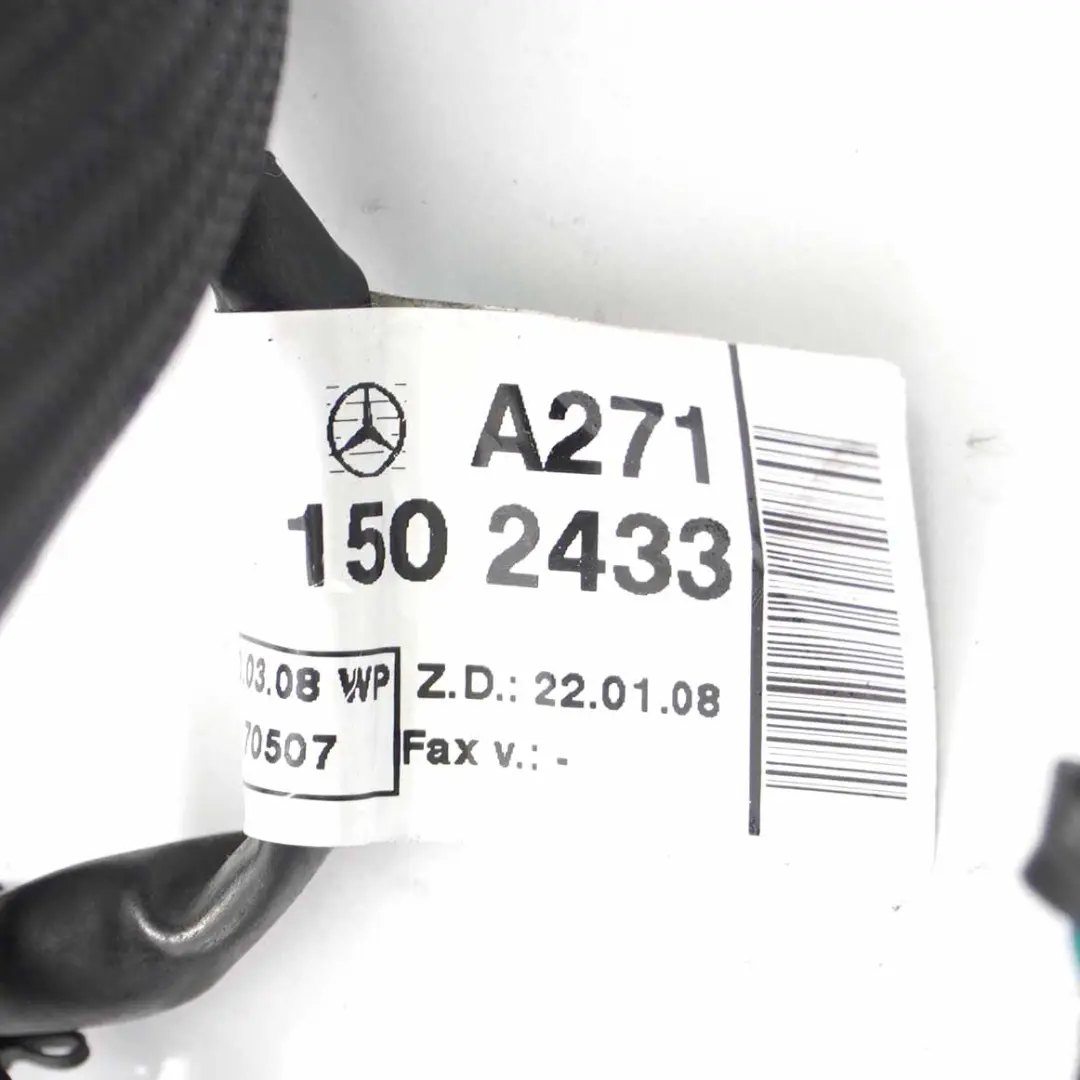 A271
150 2433
.03.08 WP
70507
Z.D.: 22.01.08
Fax v.: -